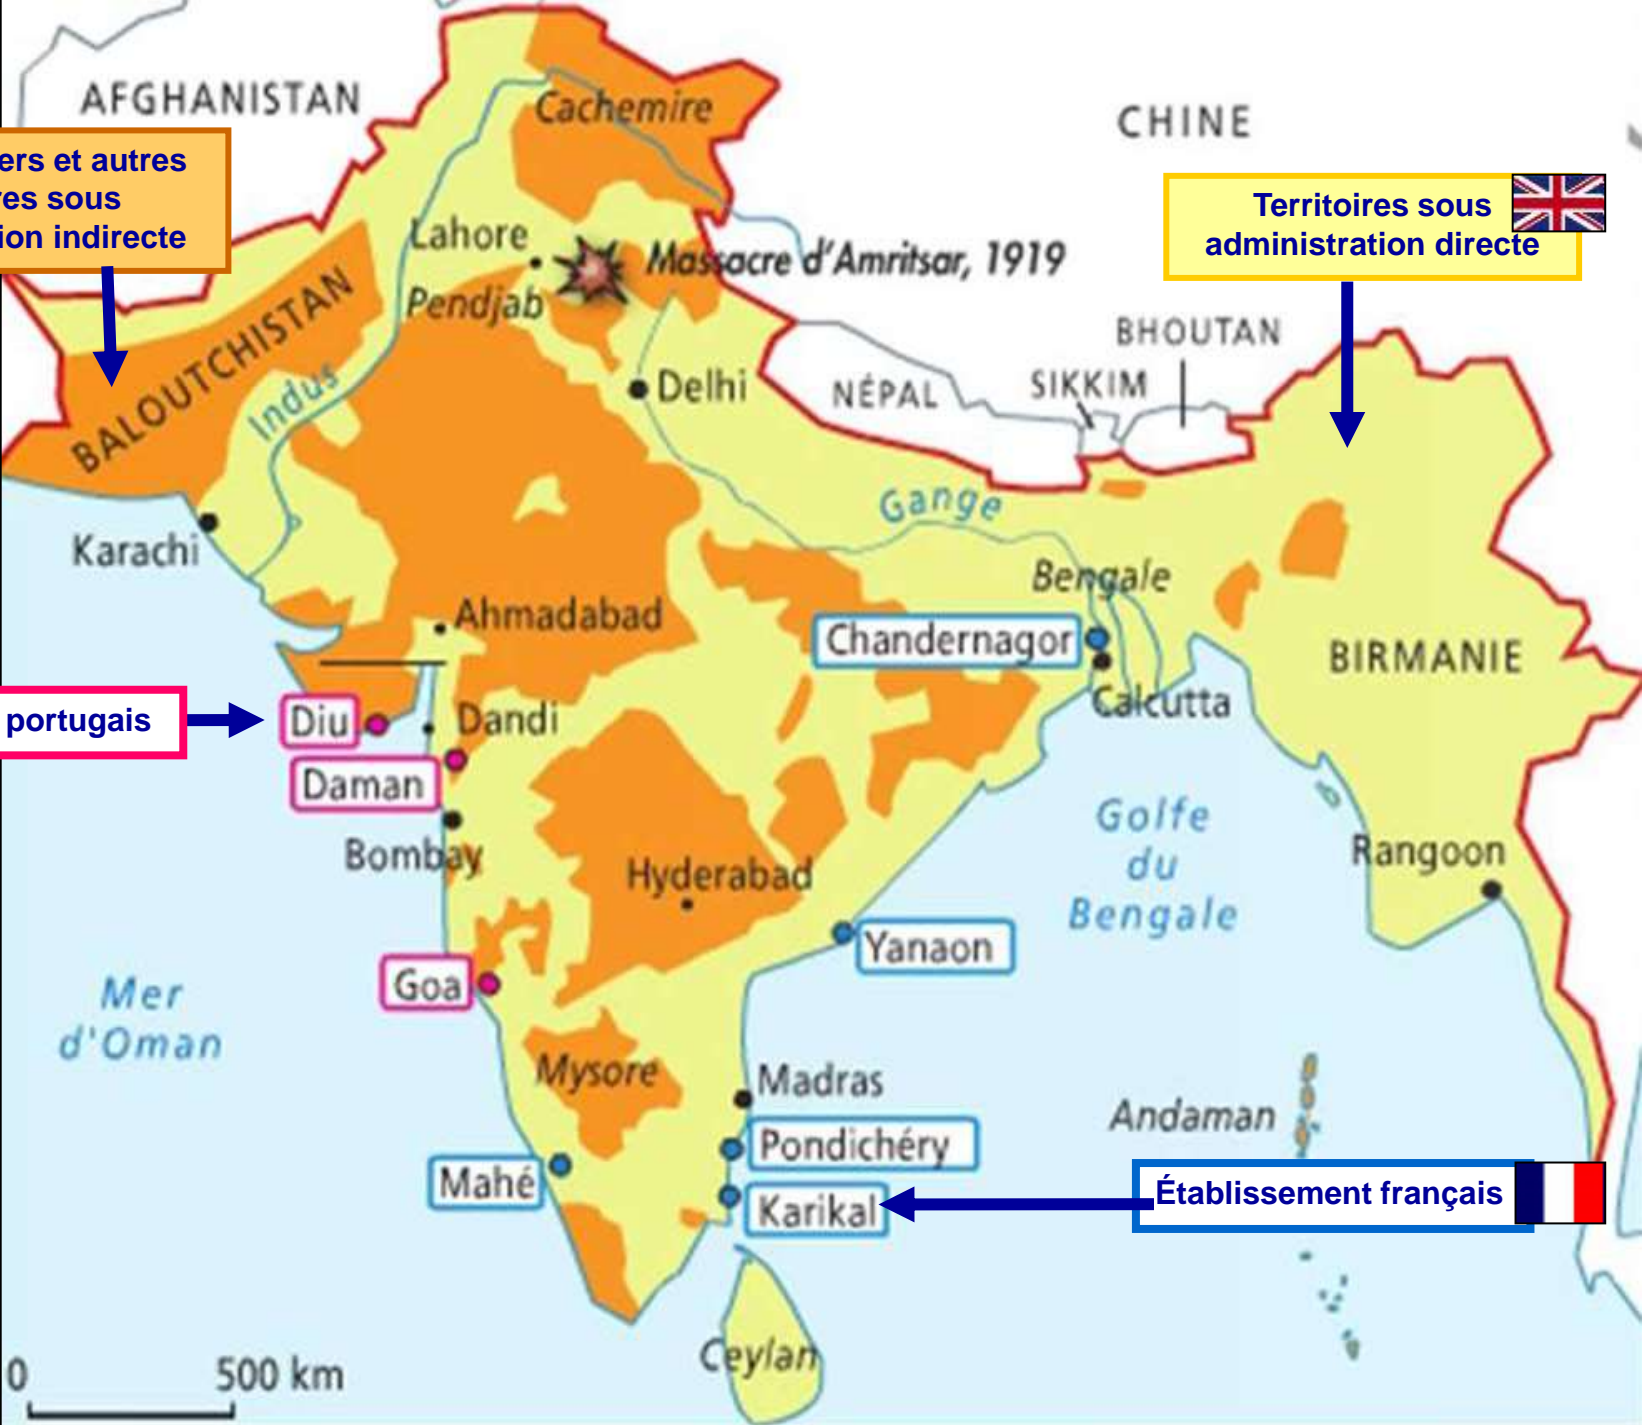 AFGHANISTAN
Cachemire
CHINE
ers et autres
res sous
ion indirecte
Territoires sous
administration directe
Lahore
Massacre d'Amritsar, 1919
Pendjab
BALOUTCHISTAN
Indus
BHOUTAN
SIKKIM
NÉPAL
Delhi
Gange
Karachi
Bengale
Ahmadabad
Chandernagor
BIRMANIE
Calcutta
portugais
Diu
Dandi
Daman
Bombay
Golfe
du
Bengale
Rangoon
Hyderabad
Yanaon
Goa
Mer
d'Oman
Mysore
Madras
Andaman
Pondichéry
Mahé
Karikal
Établissement français
Ceylan
0 500 km